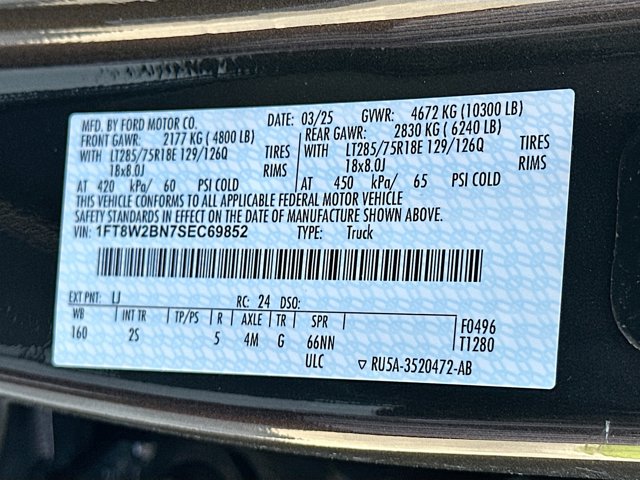 MFD. BY FORD MOTOR CO. DATE: 03/25 GVWR: 4672 KG (10300 LB)
FRONT GAWR: 2177 KG ( 4800 LB) REAR GAWR: 2830 KG ( 6240 LB)
WITH LT285/75R18E 129/126Q TIRES WITH LT285/75R18E 129/126Q TIRES
18x8.0J RIMS 18x8.0J RIMS
AT 420 kPa/ 60 PSI COLD AT 450 kPa/ 65 PSI COLD
THIS VEHICLE CONFORMS TO ALL APPLICABLE FEDERAL MOTOR VEHICLE
SAFETY STANDARDS IN EFFECT ON THE DATE OF MANUFACTURE SHOWN ABOVE.
VIN: 1FT8W2BN7SEC69852 TYPE: Truck
EXT PNT: LJ RC: 24 DSO:
WB INT TR TP/PS R AXLE TR SPR F0496
160 2S 5 4M G 66NN T1280
ULC ▽ RU5A-3520472-AB